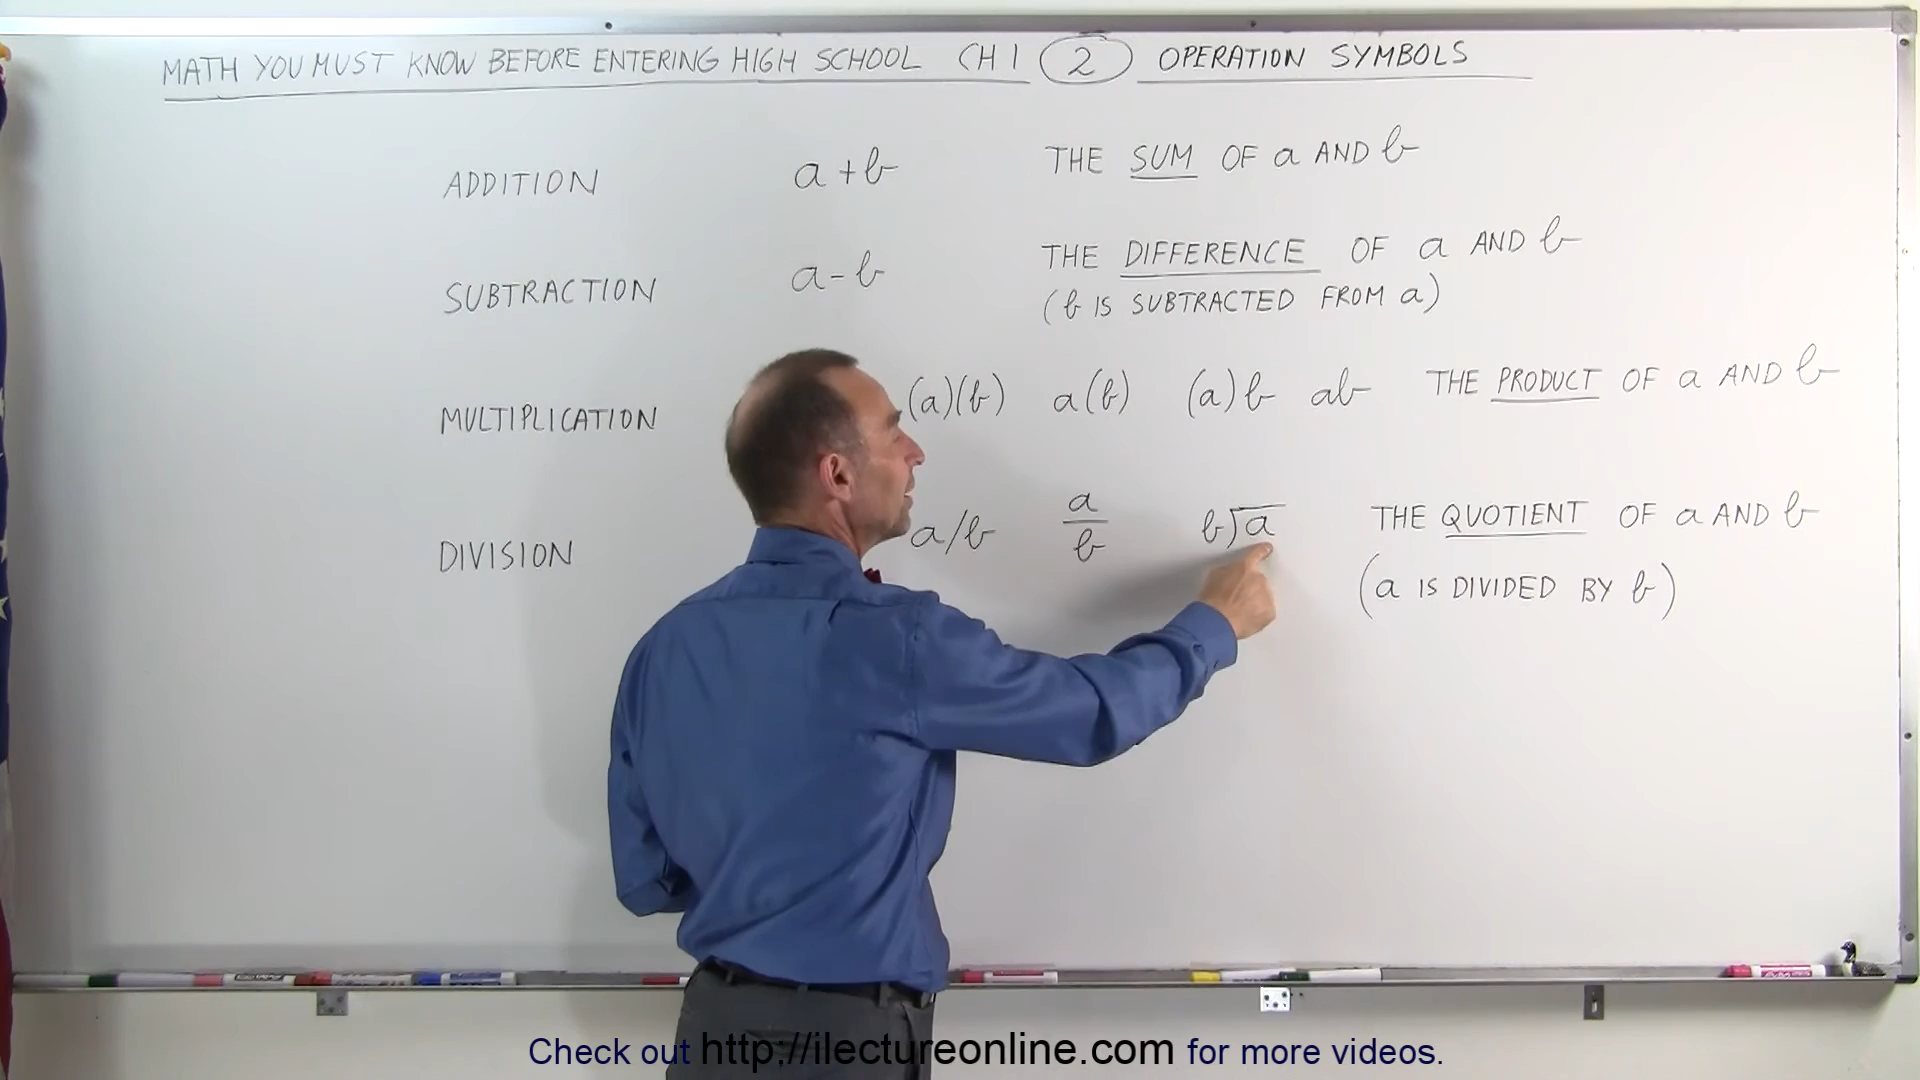 MATH YOU MUST KNOW BEFORE ENTERING HIGH SCHOOL CH 1 2 OPERATION SYMBOLS
ADDITION a + b THE SUM OF a AND b
SUBTRACTION a - b THE DIFFERENCE OF a AND b
(b IS SUBTRACTED FROM a)
MULTIPLICATION (a)(b) a(b) (a)b ab THE PRODUCT OF a AND b
DIVISION a/b a/b b)a THE QUOTIENT OF a AND b
(a IS DIVIDED BY b)
Check out http://ilectureonline.com for more videos.